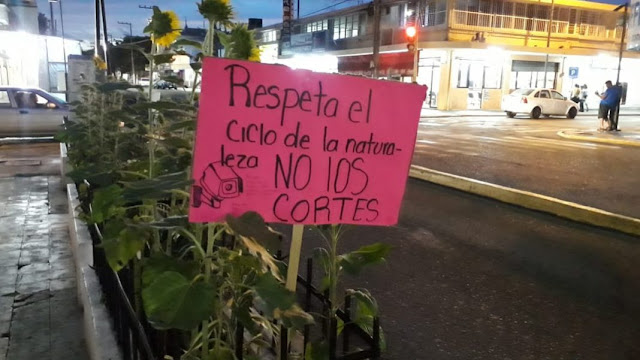 Respeta el
ciclo de la natura-
leza NO lOS
CORTES